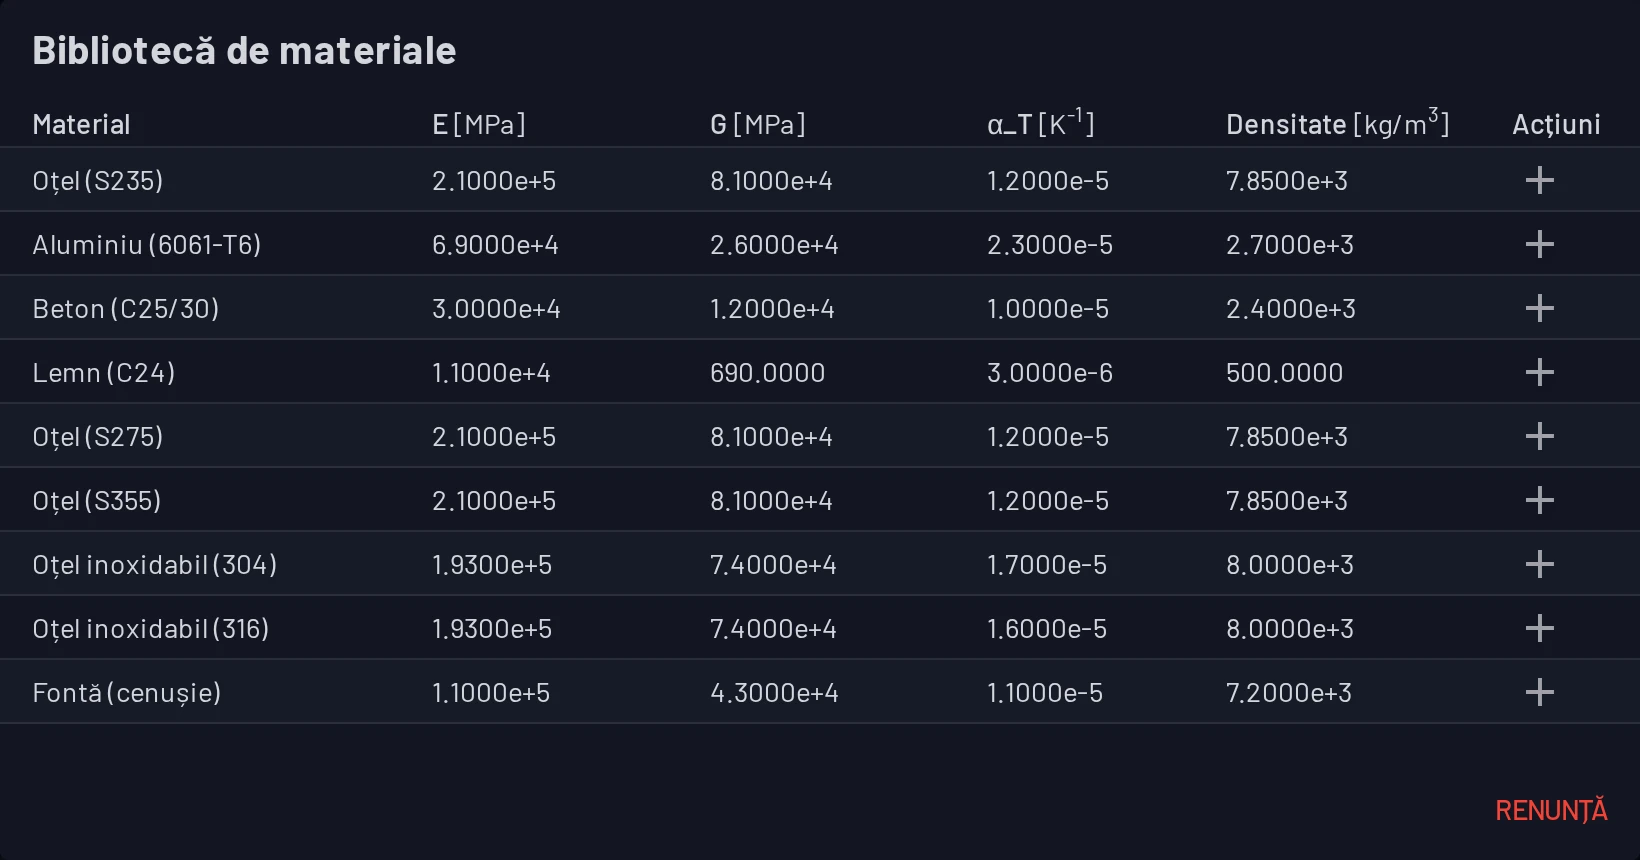 Bibliotecă de materiale
Material E [MPa] G [MPa] α_T [K⁻¹] Densitate [kg/m³] Acțiuni
Oțel (S235) 2.1000e+5 8.1000e+4 1.2000e-5 7.8500e+3
Aluminiu (6061-T6) 6.9000e+4 2.6000e+4 2.3000e-5 2.7000e+3
Beton (C25/30) 3.0000e+4 1.2000e+4 1.0000e-5 2.4000e+3
Lemn (C24) 1.1000e+4 690.0000 3.0000e-6 500.0000
Oțel (S275) 2.1000e+5 8.1000e+4 1.2000e-5 7.8500e+3
Oțel (S355) 2.1000e+5 8.1000e+4 1.2000e-5 7.8500e+3
Oțel inoxidabil (304) 1.9300e+5 7.4000e+4 1.7000e-5 8.0000e+3
Oțel inoxidabil (316) 1.9300e+5 7.4000e+4 1.6000e-5 8.0000e+3
Fontă (cenușie) 1.1000e+5 4.3000e+4 1.1000e-5 7.2000e+3
RENUNȚĂ